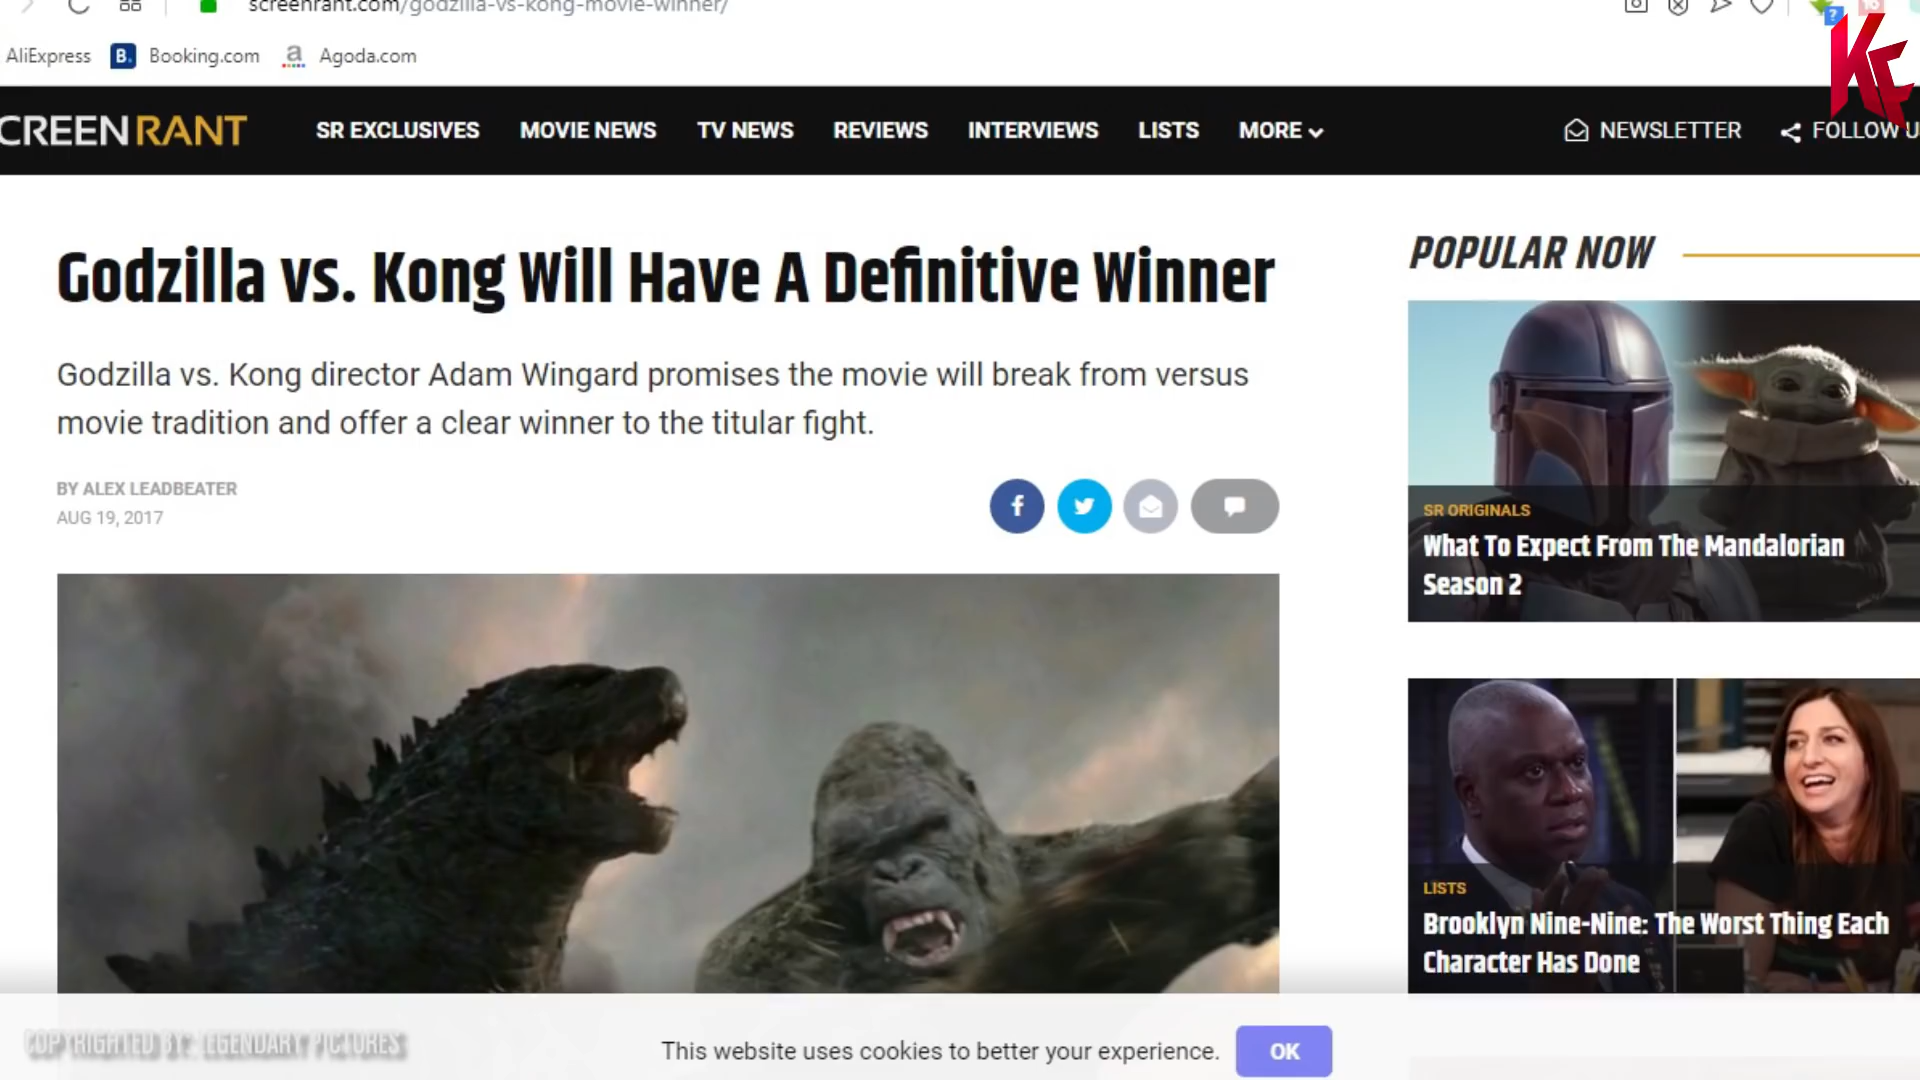 screenrant.com/godzilla-vs-kong-movie-winner/
AliExpress B. Booking.com a Agoda.com
CREENRANT SR EXCLUSIVES MOVIE NEWS TV NEWS REVIEWS INTERVIEWS LISTS MORE NEWSLETTER FOLLOW U
Godzilla vs. Kong Will Have A Definitive Winner
Godzilla vs. Kong director Adam Wingard promises the movie will break from versus
movie tradition and offer a clear winner to the titular fight.
BY ALEX LEADBEATER
AUG 19, 2017
POPULAR NOW
SR ORIGINALS
What To Expect From The Mandalorian
Season 2
LISTS
Brooklyn Nine-Nine: The Worst Thing Each
Character Has Done
COPYRIGHTED BY: LEGENDARY PICTURES
This website uses cookies to better your experience. OK